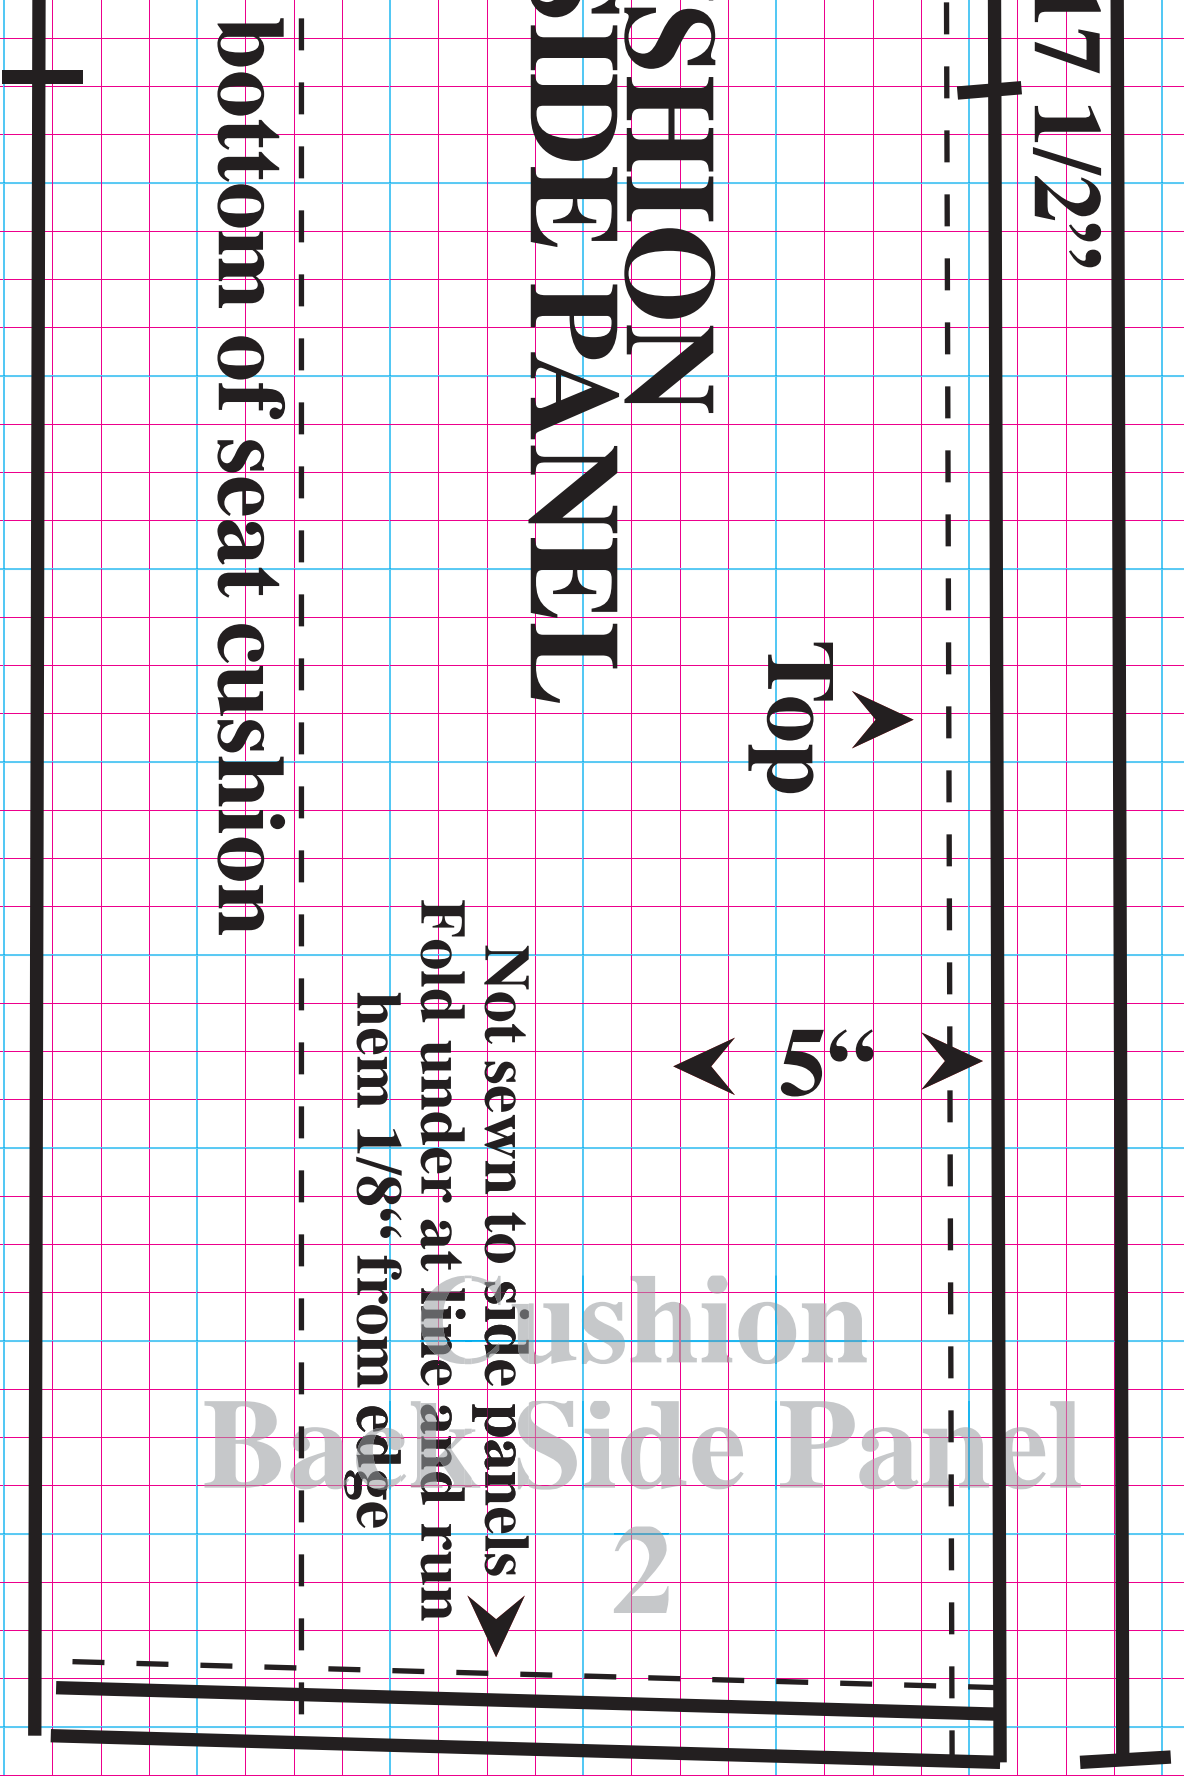 17 1/2”
SHION
SIDE PANEL
bottom of seat cushion
Top
5“
Not sewn to side panels
Fold under at line and run
hem 1/8“ from edge
Cushion
Back Side Panel
2